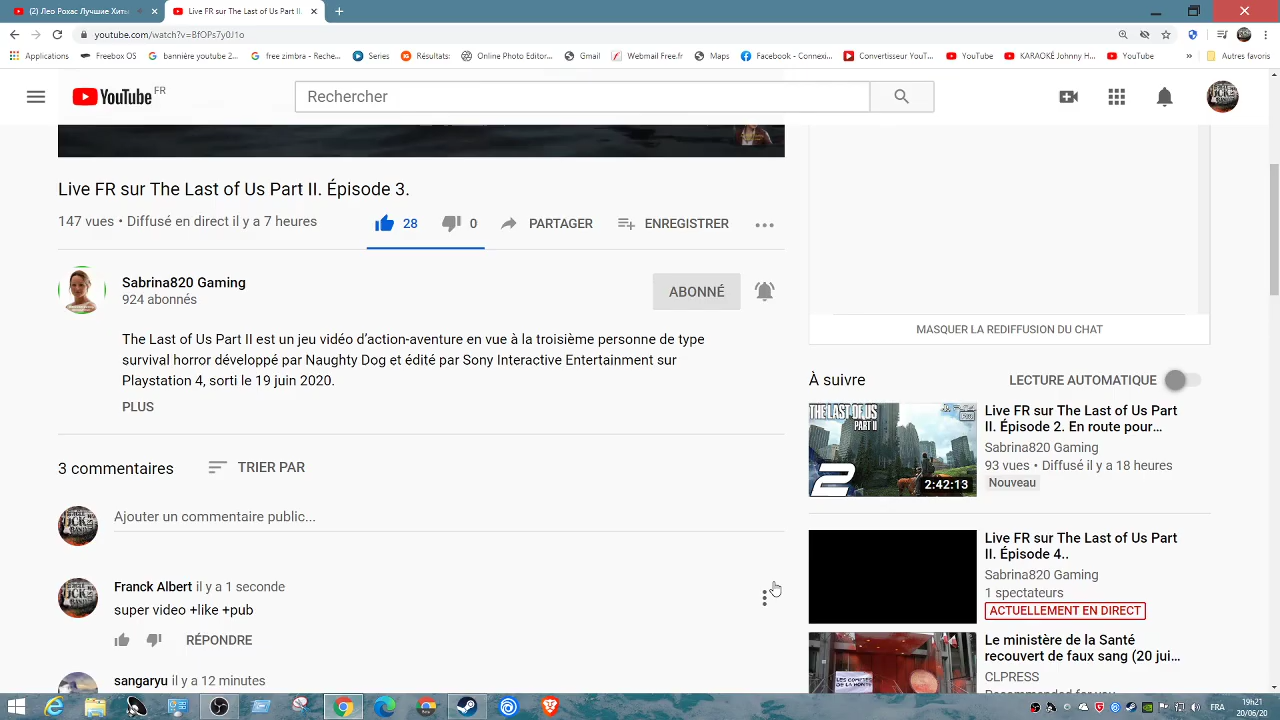 (2) Лео Рохас Лучшие Хиты
Live FR sur The Last of Us Part II.
youtube.com/watch?v=BfOPs7y0J1o
Applications
Freebox OS
bannière youtube 2...
free zimbra - Rech...
Series
Résultats:
Online Photo Editor...
Gmail
Webmail Free.fr
Maps
Facebook - Connexi...
Convertisseur YouT...
YouTube
KARAOKÉ Johnny H...
YouTube
»
Autres favoris
YouTube FR
Rechercher
Live FR sur The Last of Us Part II. Épisode 3.
147 vues • Diffusé en direct il y a 7 heures
28
0
PARTAGER
ENREGISTRER
Sabrina820 Gaming
924 abonnés
ABONNÉ
The Last of Us Part II est un jeu vidéo d’action-aventure en vue à la troisième personne de type
survival horror développé par Naughty Dog et édité par Sony Interactive Entertainment sur
Playstation 4, sorti le 19 juin 2020.
PLUS
3 commentaires
TRIER PAR
Ajouter un commentaire public...
Franck Albert il y a 1 seconde
super video +like +pub
RÉPONDRE
sangaryu il y a 12 minutes
MASQUER LA REDIFFUSION DU CHAT
À suivre
LECTURE AUTOMATIQUE
THE LAST OF US
PART II
2
2:42:13
Live FR sur The Last of Us Part
II. Épisode 2. En route pour...
Sabrina820 Gaming
93 vues • Diffusé il y a 18 heures
Nouveau
Live FR sur The Last of Us Part
II. Épisode 4..
Sabrina820 Gaming
1 spectateurs
ACTUELLEMENT EN DIRECT
Le ministère de la Santé
recouvert de faux sang (20 jui...
CLPRESS
Recommended for you
FRA
19:21
20/06/20